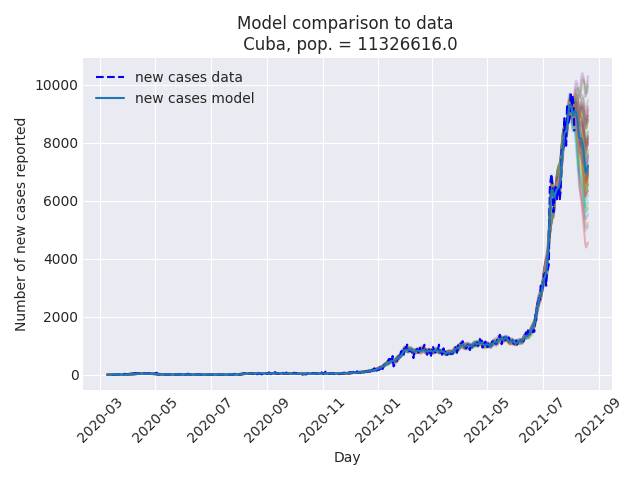 Model comparison to data
Cuba, pop. = 11326616.0
new cases data
new cases model
Number of new cases reported
10000
8000
6000
4000
2000
0
2020-03
2020-05
2020-07
2020-09
2020-11
2021-01
2021-03
2021-05
2021-07
2021-09
Day